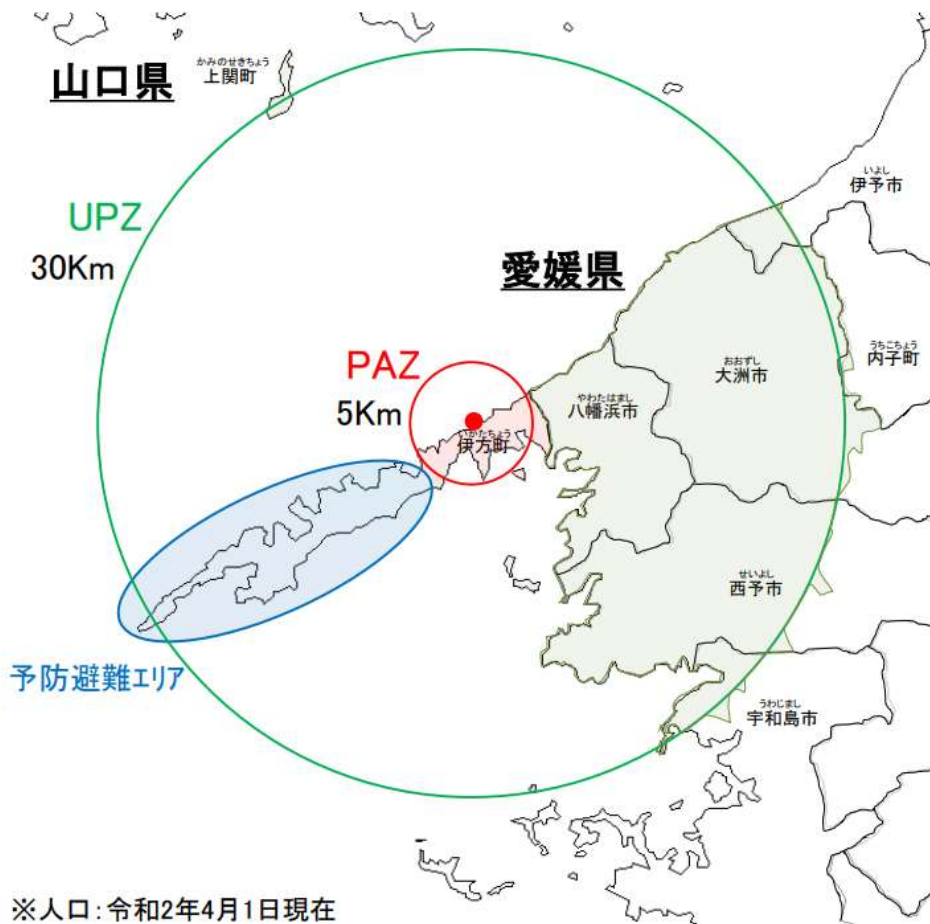 かみのせきちょう
山口県 上関町
いよし
伊予市
UPZ
30Km
愛媛県
うちこちょう
内子町
おおずし
大洲市
PAZ
5Km
やわたはまし
八幡浜市
いかたちょう
伊方町
せいよし
西予市
予防避難エリア
うわじまし
宇和島市
※人口:令和2年4月1日現在